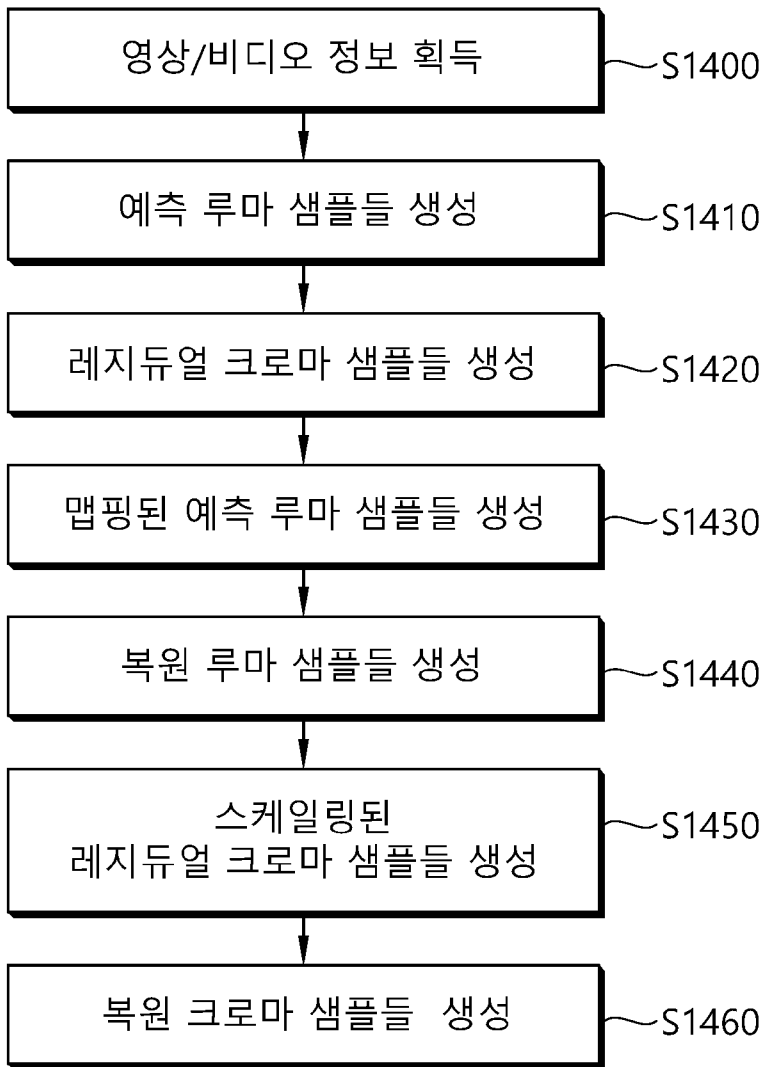 영상/비디오 정보 획득
S1400
예측 루마 샘플들 생성
S1410
레지듀얼 크로마 샘플들 생성
S1420
맵핑된 예측 루마 샘플들 생성
S1430
복원 루마 샘플들 생성
S1440
스케일링된
레지듀얼 크로마 샘플들 생성
S1450
복원 크로마 샘플들 생성
S1460